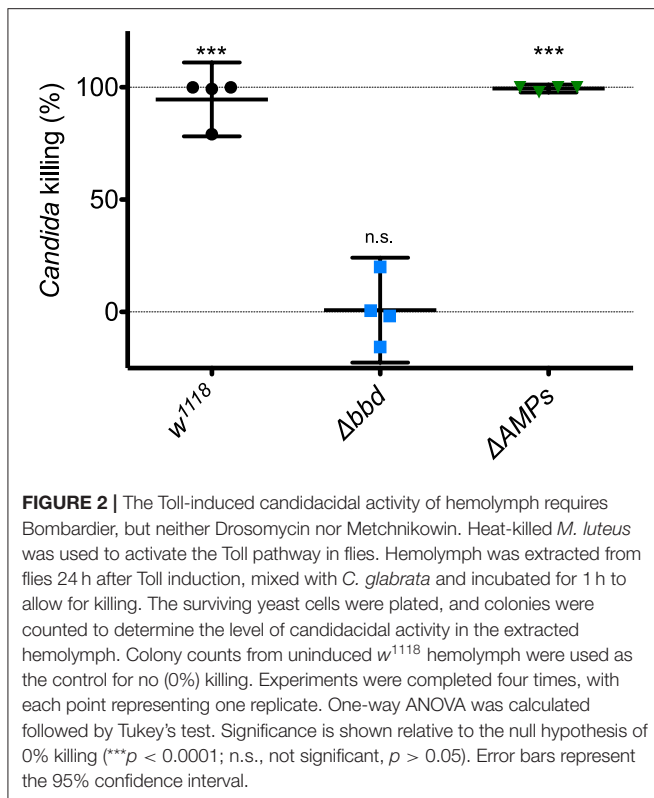 ***
***
100
50
n.s.
0
Candida killing (%)
w1118
Δbbd
ΔAMPs
FIGURE 2 | The Toll-induced candidacidal activity of hemolymph requires
Bombardier, but neither Drosomycin nor Metchnikowin. Heat-killed M. luteus
was used to activate the Toll pathway in flies. Hemolymph was extracted from
flies 24 h after Toll induction, mixed with C. glabrata and incubated for 1 h to
allow for killing. The surviving yeast cells were plated, and colonies were
counted to determine the level of candidacidal activity in the extracted
hemolymph. Colony counts from uninduced w1118 hemolymph were used as
the control for no (0%) killing. Experiments were completed four times, with
each point representing one replicate. One-way ANOVA was calculated
followed by Tukey's test. Significance is shown relative to the null hypothesis of
0% killing (***p < 0.0001; n.s., not significant, p > 0.05). Error bars represent
the 95% confidence interval.